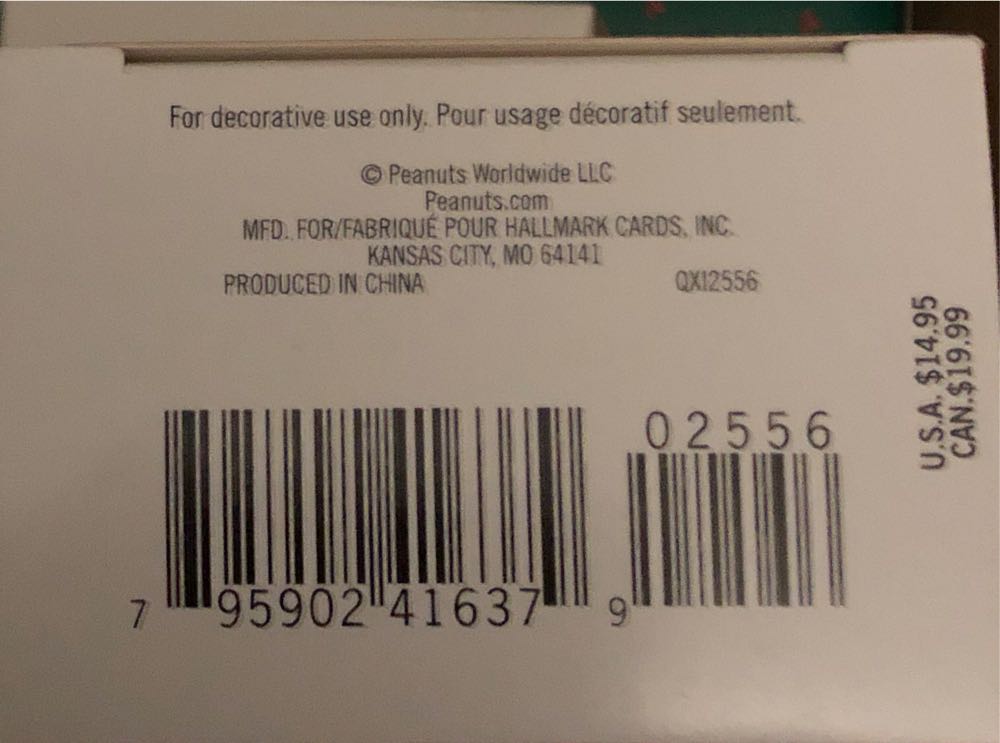 For decorative use only. Pour usage décoratif seulement.
© Peanuts Worldwide LLC
Peanuts.com
MFD. FOR/FABRIQUÉ POUR HALLMARK CARDS, INC.
KANSAS CITY, MO 64141
PRODUCED IN CHINA QXI2556
U.S.A. $14.95
CAN.$19.99
02556
7 95902 41637 9